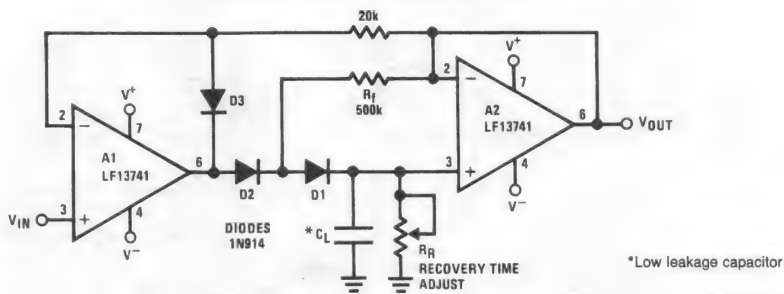 20k
V+
2
7
D3
Rf
500k
2
V+
7
A1
LF13741
6
A2
LF13741
6
VOUT
D2
D1
3
VIN
3
4
V−
DIODES
1N914
*CL
4
V−
RR
RECOVERY TIME
ADJUST
*Low leakage capacitor
−
+
−
+